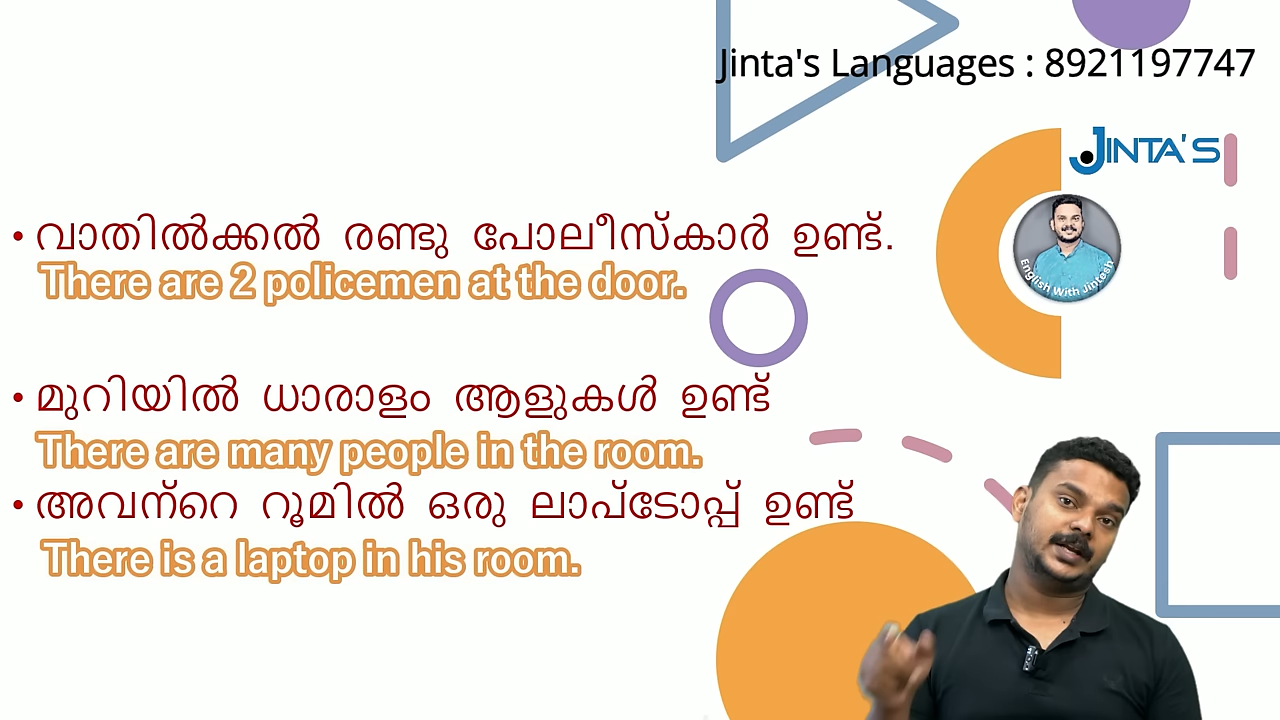 Jinta's Languages : 8921197747
JINTA'S
English With Jintesh
• വാതിൽക്കൽ രണ്ടു പോലീസ്കാർ ഉണ്ട്.
There are 2 policemen at the door.
• മുറിയിൽ ധാരാളം ആളുകൾ ഉണ്ട്
There are many people in the room.
• അവന്റെ റൂമിൽ ഒരു ലാപ്ടോപ്പ് ഉണ്ട്
There is a laptop in his room.